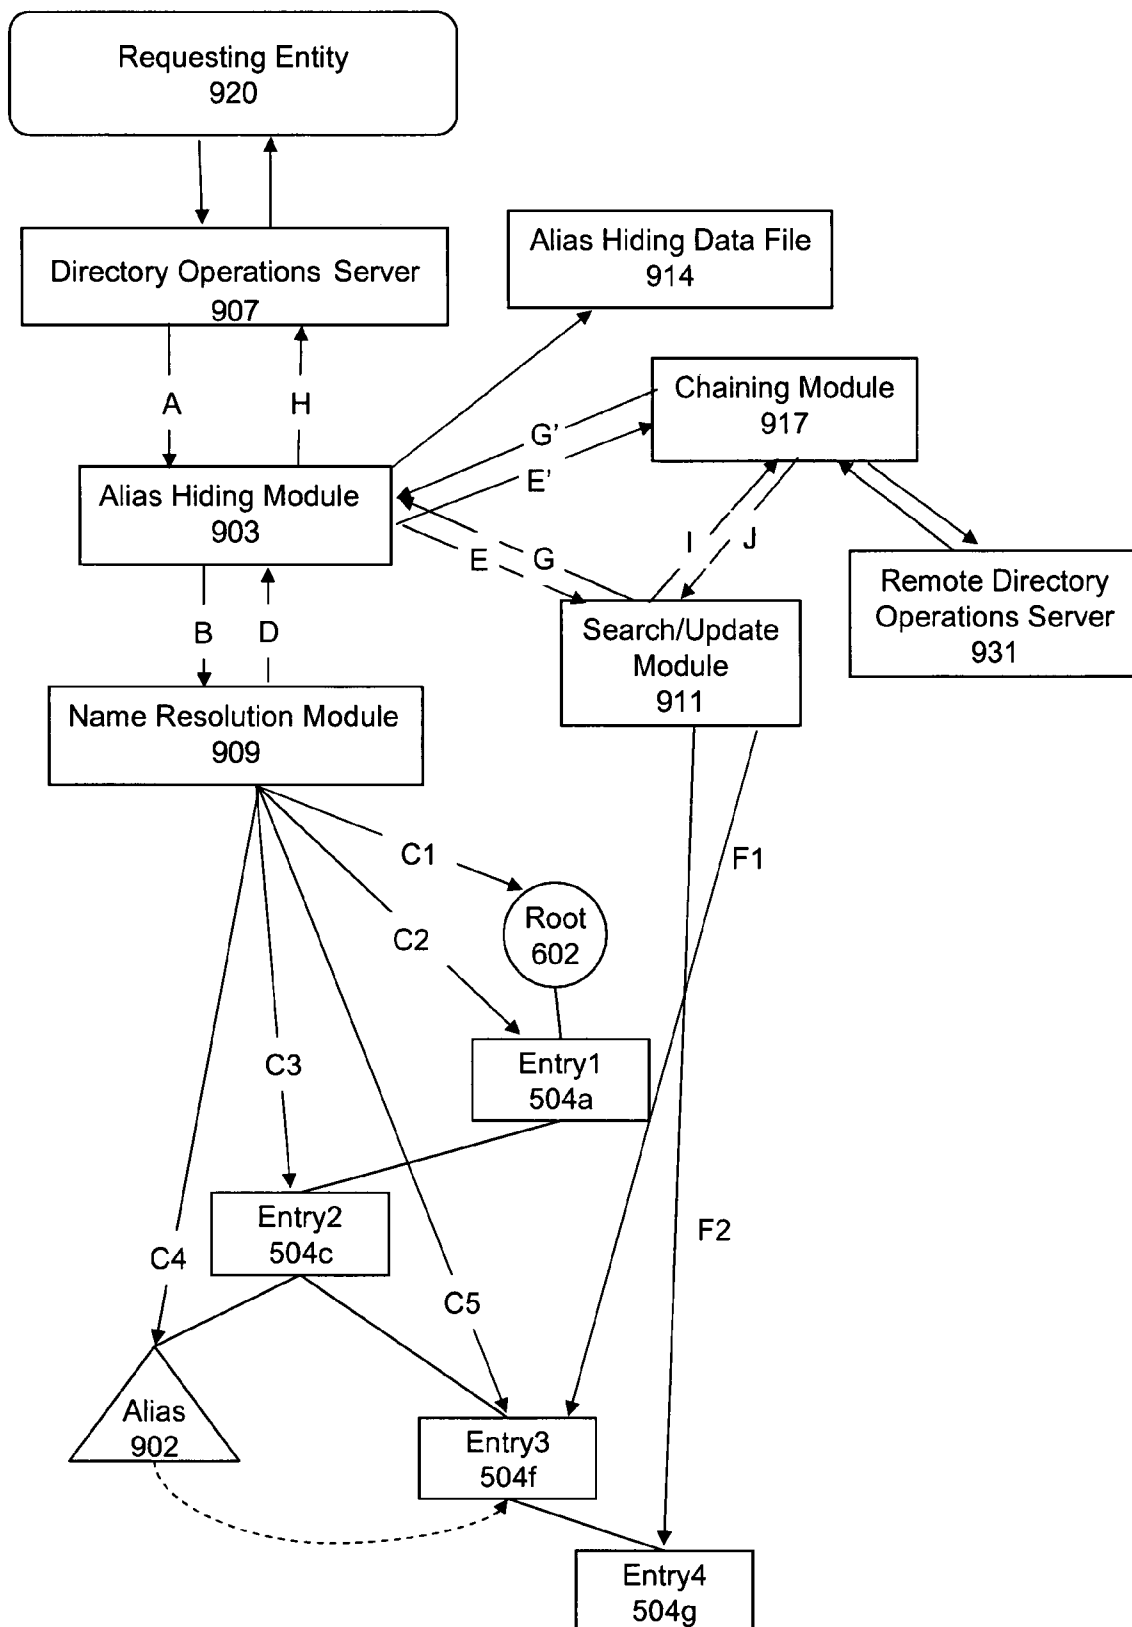 Requesting Entity
920
Directory Operations Server
907
Alias Hiding Data File
914
Chaining Module
917
A
H
G'
E'
Alias Hiding Module
903
E
G
I
J
Remote Directory
Operations Server
931
B
D
Search/Update
Module
911
Name Resolution Module
909
C1
F1
C2
Root
602
C3
Entry1
504a
Entry2
504c
F2
C4
C5
Alias
902
Entry3
504f
Entry4
504g